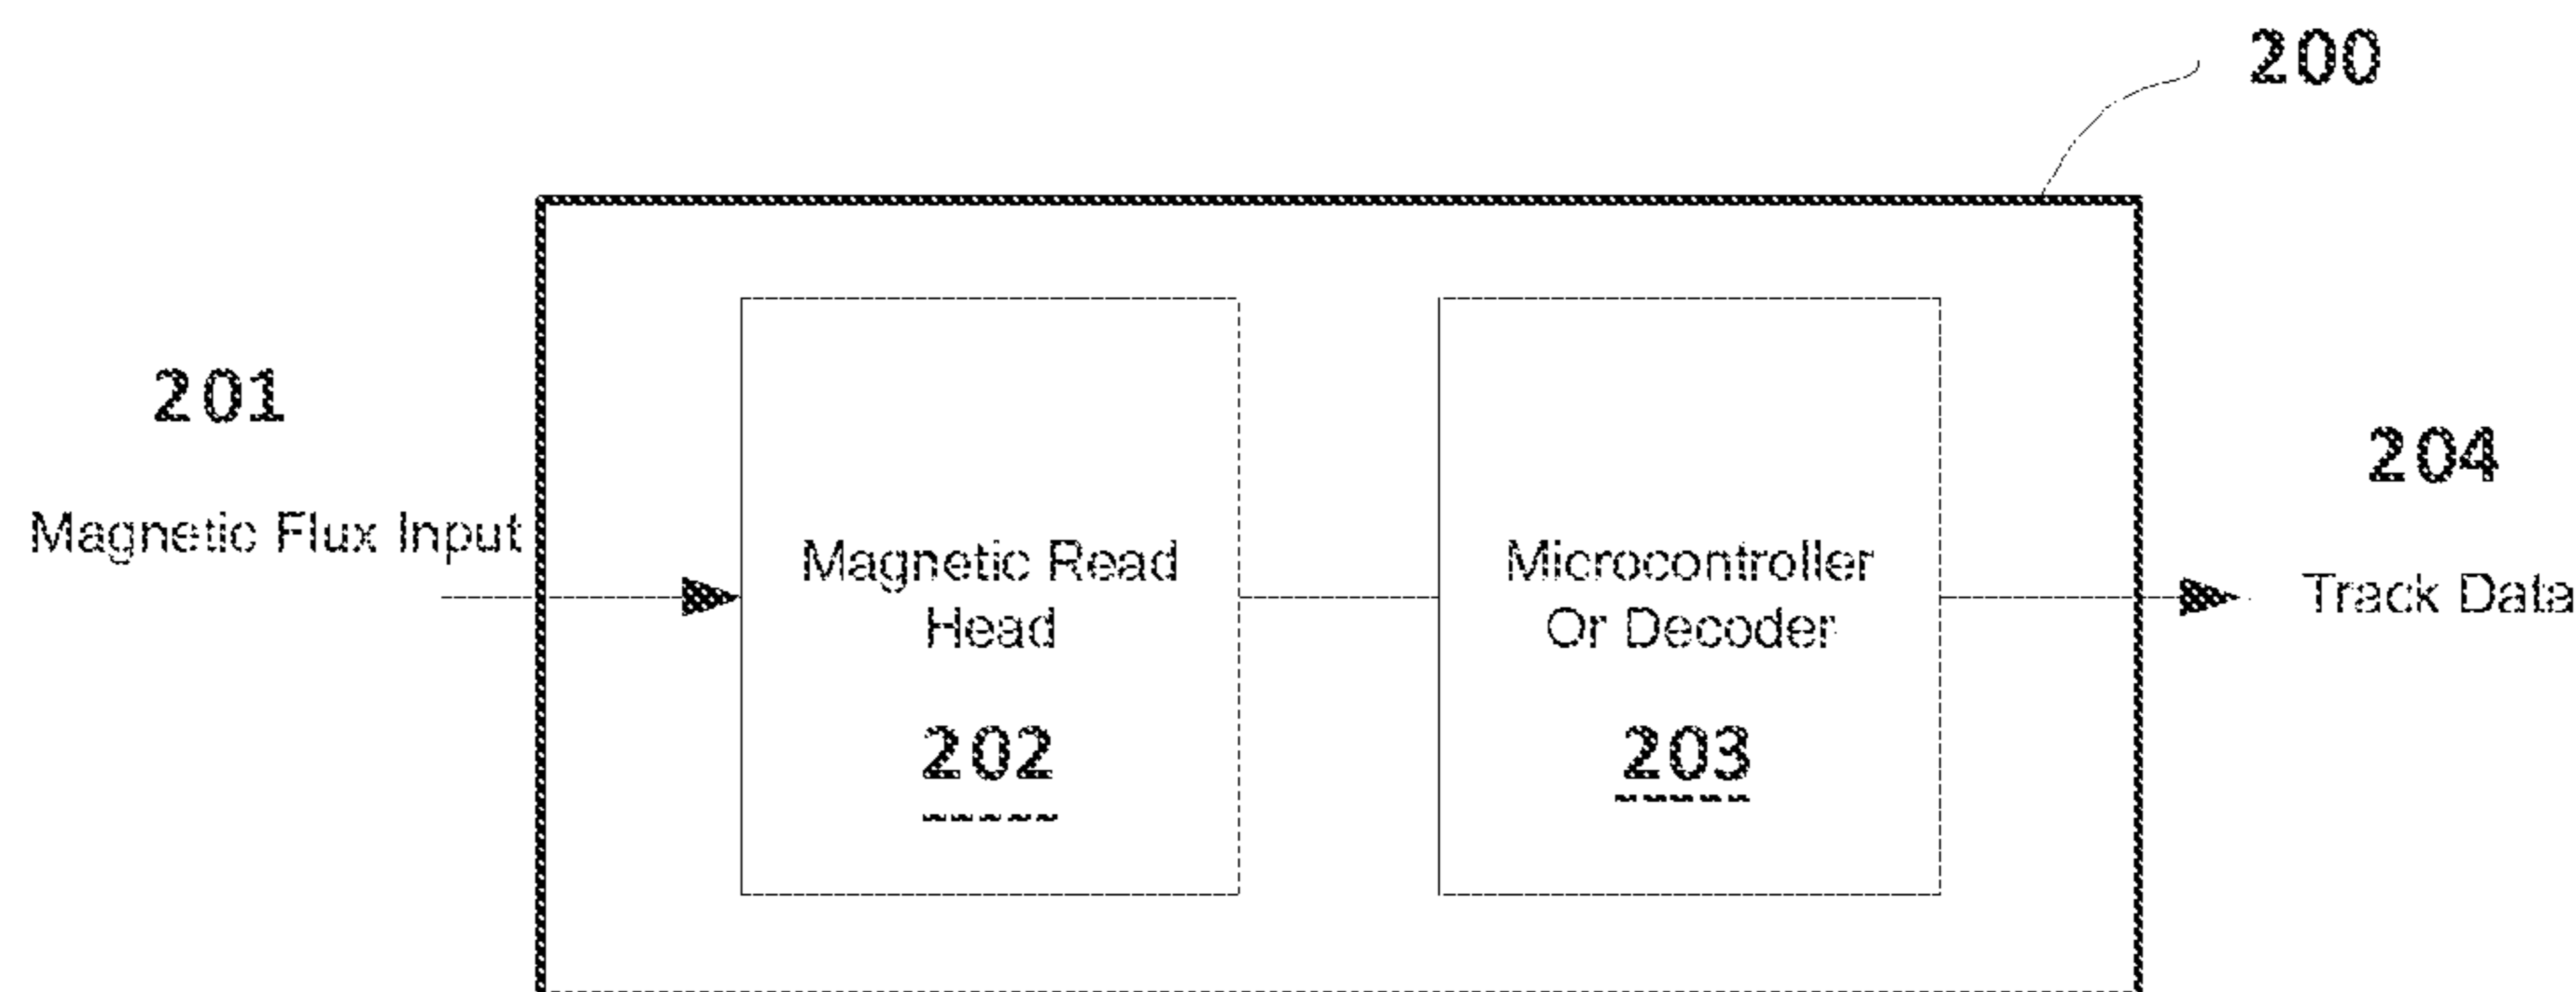 200
201
Magnetic Flux Input
Magnetic Read
Head
202
Microcontroller
Or Decoder
203
204
Track Data